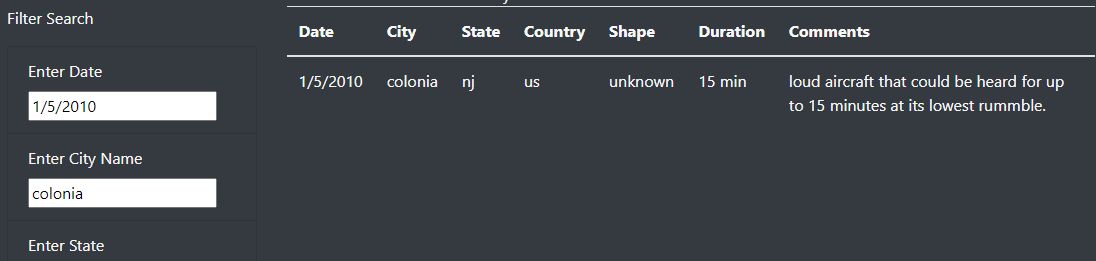 Filter Search
Enter Date
1/5/2010
Enter City Name
colonia
Enter State
Date City State Country Shape Duration Comments
1/5/2010 colonia nj us unknown 15 min loud aircraft that could be heard for up
to 15 minutes at its lowest rummble.